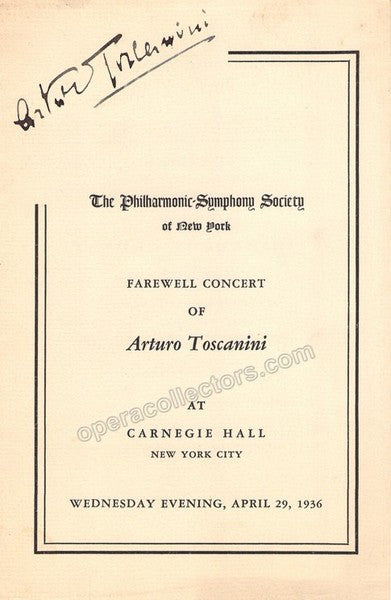 Arturo Toscanini
The Philharmonic-Symphony Society
of New York
FAREWELL CONCERT
OF
Arturo Toscanini
operacollectors.com
AT
CARNEGIE HALL
NEW YORK CITY
WEDNESDAY EVENING, APRIL 29, 1936